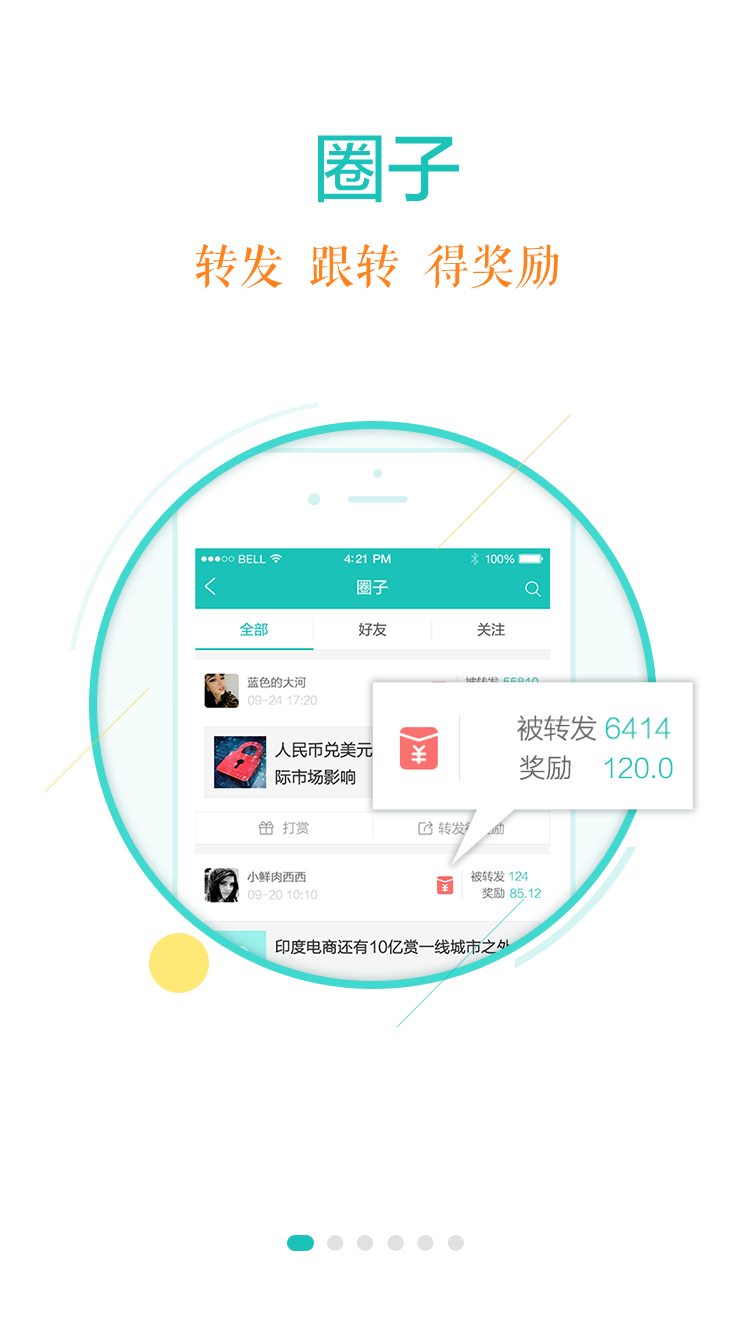 圈子
转发 跟转 得奖励
BELL 4:21 PM 100%
圈子
全部 好友 关注
蓝色的大河
09-24 17:20
被转发 55810
人民币兑美元
际市场影响
被转发 6414
奖励 120.0
打赏 转发
小鲜肉西西
09-20 10:10
被转发 124
奖励 85.12
印度电商还有10亿赏一线城市之外